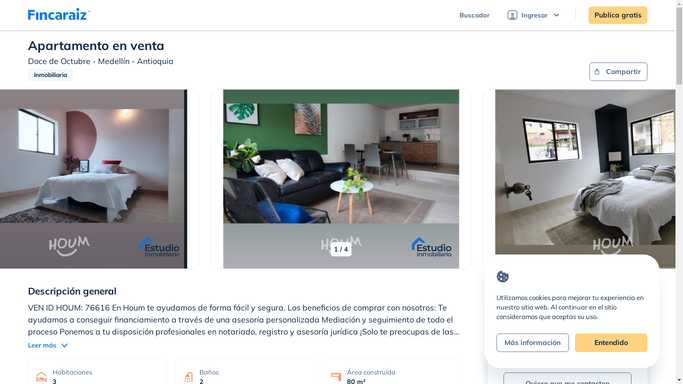 Fincaraiz
Buscador
Ingresar
Publica gratis
Apartamento en venta
Doce de Octubre - Medellín - Antioquia
Inmobiliaria
Compartir
HOUM
Estudio
Inmobiliario
HOUM
1 / 4
Estudio
Inmobiliario
HOUM
Descripción general
VEN ID HOUM: 76616 En Houm te ayudamos de forma fácil y segura. Los beneficios de comprar con nosotros: Te
ayudamos a conseguir financiamiento a través de una asesoría personalizada Mediación y seguimiento de todo el
proceso Ponemos a tu disposición profesionales en notariado, registro y asesoría jurídica ¡Solo te preocupas de las...
Leer más
Habitaciones
3
Baños
2
Área construida
80 m²
Utilizamos cookies para mejorar tu experiencia en
nuestro sitio web. Al continuar en el sitio
consideramos que aceptas su uso.
Más información
Entendido
Quiero que me contacten